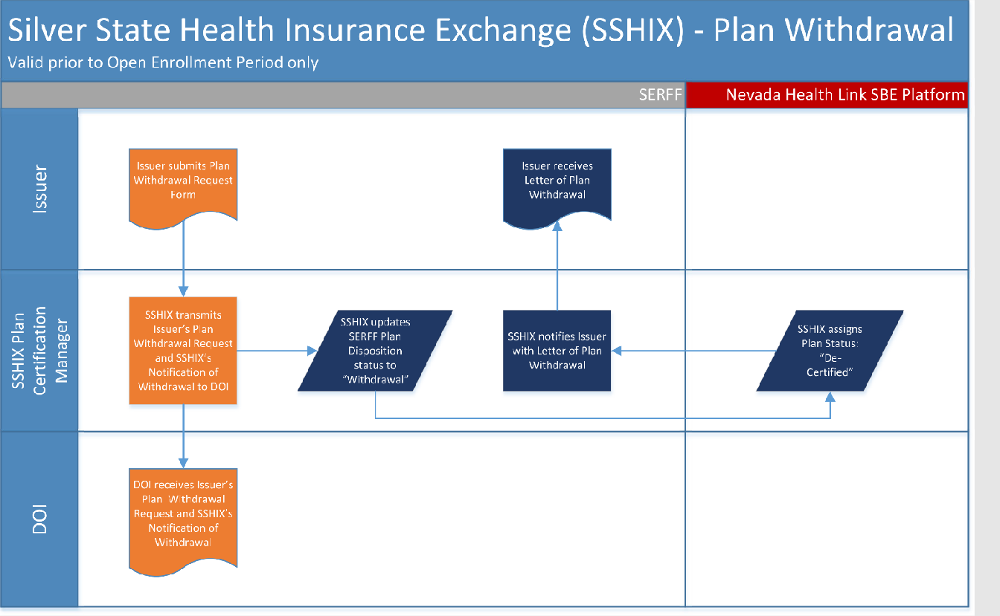 Silver State Health Insurance Exchange (SSHIX) - Plan Withdrawal
Valid prior to Open Enrollment Period only
SERFF
Nevada Health Link SBE Platform
Issuer
Issuer submits Plan
Withdrawal Request
Form
Issuer receives
Letter of Plan
Withdrawal
SSHIX Plan
Certification
Manager
SSHIX transmits
Issuer’s Plan
Withdrawal Request
and SSHIX’s
Notification of
Withdrawal to DOI
SSHIX updates
SERFF Plan
Disposition
status to
“Withdrawal”
SSHIX notifies Issuer
with Letter of Plan
Withdrawal
SSHIX assigns
Plan Status:
“De-
Certified”
DOI
DOI receives Issuer’s
Plan Withdrawal
Request and SSHIX’s
Notification of
Withdrawal